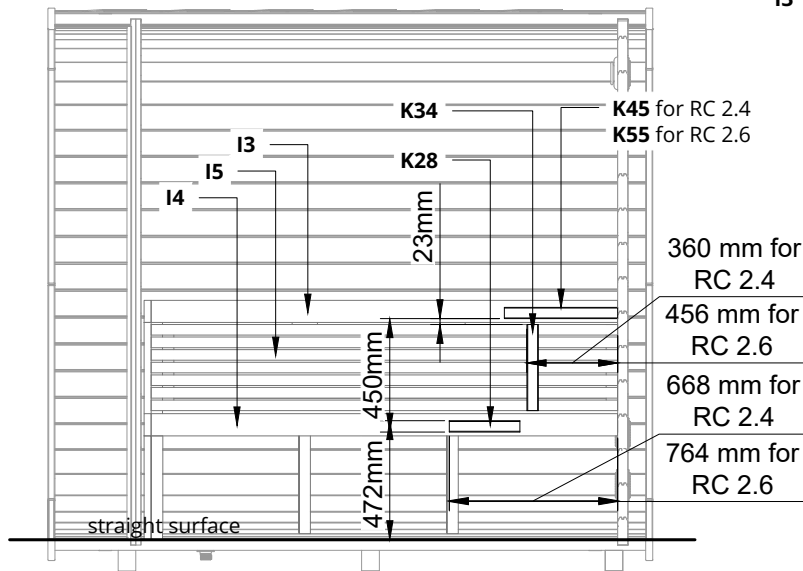 K34
K45 for RC 2.4
K55 for RC 2.6
I3
K28
I5
I4
23mm
360 mm for
RC 2.4
456 mm for
RC 2.6
450mm
668 mm for
RC 2.4
764 mm for
RC 2.6
472mm
straight surface